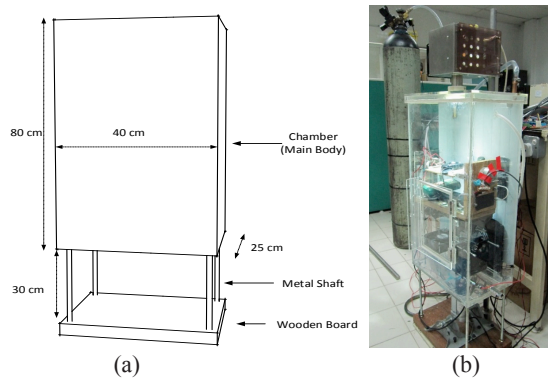 80 cm
40 cm
Chamber
(Main Body)
25 cm
30 cm
Metal Shaft
Wooden Board
(a)
(b)